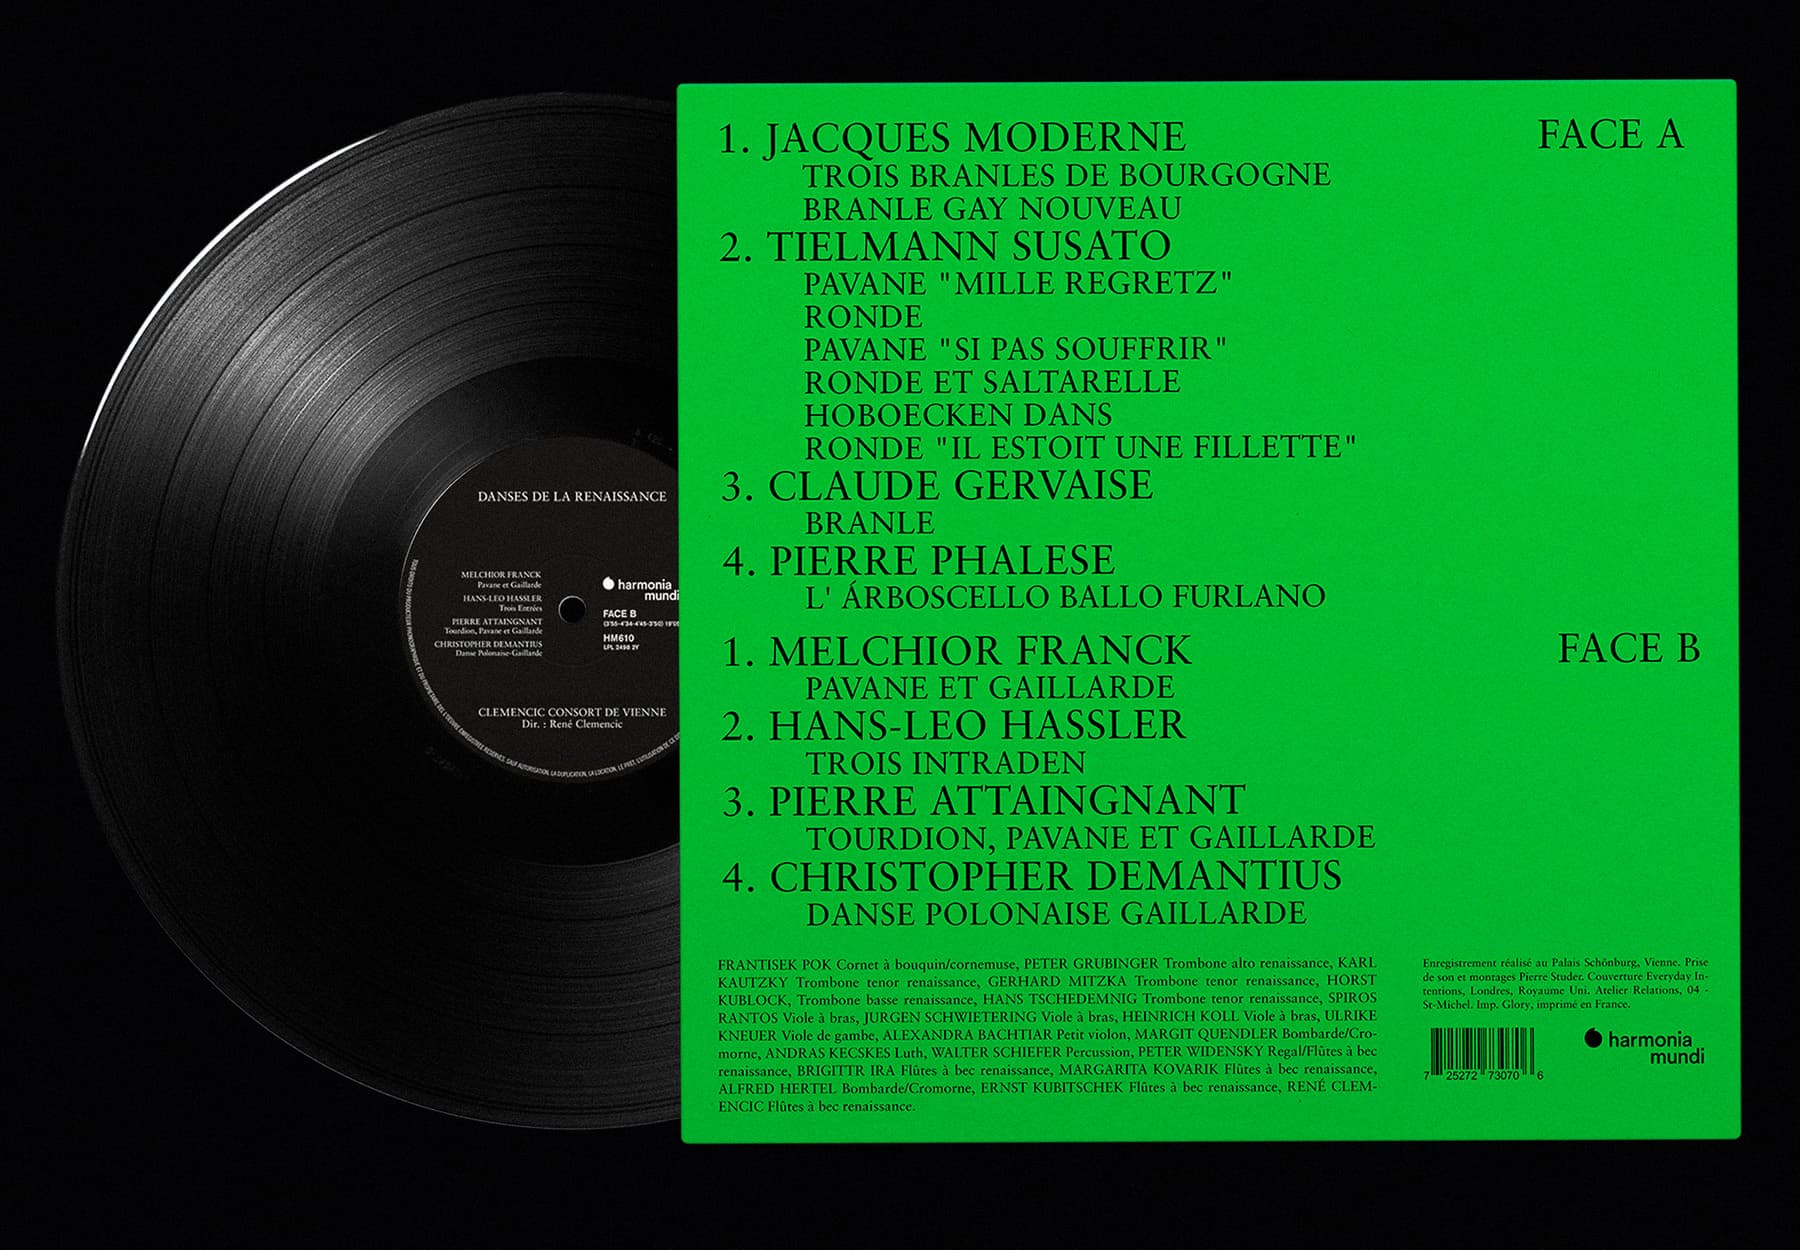 DANSES DE LA RENAISSANCE
MELCHIOR FRANCK
Pavane et Gaillarde
HANS-LEO HASSLER
Trois Entrées
PIERRE ATTAINGNANT
Tourdion, Pavane et Gaillarde
CHRISTOPHER DEMANTIUS
Danse Polonaise-Gaillarde
harmonia
mundi
FACE B
(3'55-4'34-4'45-3'50)
HM610
LPL 2498 2Y
CLEMENCIC CONSORT DE VIENNE
Dir. : René Clemencic
1. JACQUES MODERNE
FACE A
TROIS BRANLES DE BOURGOGNE
BRANLE GAY NOUVEAU
2. TIELMANN SUSATO
PAVANE "MILLE REGRETZ"
RONDE
PAVANE "SI PAS SOUFFRIR"
RONDE ET SALTARELLE
HOBOECKEN DANS
RONDE "IL ESTOIT UNE FILLETTE"
3. CLAUDE GERVAISE
BRANLE
4. PIERRE PHALESE
L' ÁRBOSCELLO BALLO FURLANO
1. MELCHIOR FRANCK
FACE B
PAVANE ET GAILLARDE
2. HANS-LEO HASSLER
TROIS INTRADEN
3. PIERRE ATTAINGNANT
TOURDION, PAVANE ET GAILLARDE
4. CHRISTOPHER DEMANTIUS
DANSE POLONAISE GAILLARDE
FRANTISEK POK Cornet à bouquin/cornemuse, PETER GRUBINGER Trombone alto renaissance, KARL
KAUTZKY Trombone tenor renaissance, GERHARD MITZKA Trombone tenor renaissance, HORST
KUBLOCK, Trombone basse renaissance, HANS TSCHEDEMNIG Trombone tenor renaissance, SPIROS
RANTOS Viole à bras, JURGEN SCHWIETERING Viole à bras, HEINRICH KOLL Viole à bras, ULRIKE
KNEUER Viole de gambe, ALEXANDRA BACHTIAR Petit violon, MARGIT QUENDLER Bombarde/Cro-
morne, ANDRAS KECSKES Luth, WALTER SCHIEFER Percussion, PETER WIDENSKY Regal/Flûtes à bec
renaissance, BRIGITTR IRA Flûtes à bec renaissance, MARGARITA KOVARIK Flûtes à bec renaissance,
ALFRED HERTEL Bombarde/Cromorne, ERNST KUBITSCHEK Flûtes à bec renaissance, RENÉ CLEM-
ENCIC Flûtes à bec renaissance.
Enregistrement réalisé au Palais Schönburg, Vienne. Prise
de son et montages Pierre Studer. Couverture Everyday In-
tentions, Londres, Royaume Uni. Atelier Relations, 04 -
St-Michel. Imp. Glory, imprimé en France.
7 25272 73070 6
harmonia
mundi